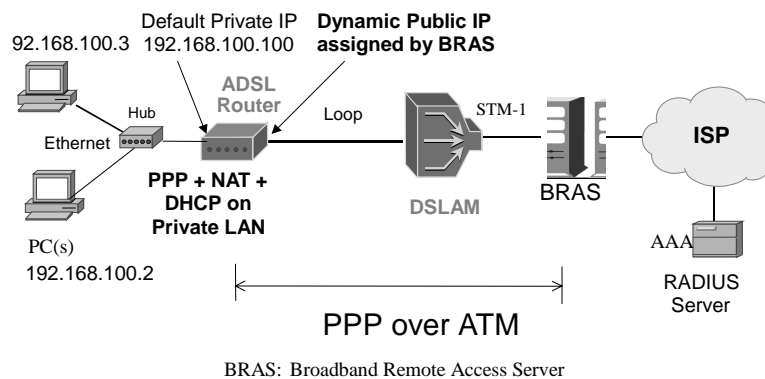 Default Private IP
192.168.100.100
Dynamic Public IP
assigned by BRAS
92.168.100.3
ADSL
Router
Hub
Ethernet
Loop
STM-1
ISP
PPP + NAT +
DHCP on
Private LAN
DSLAM
BRAS
PC(s)
192.168.100.2
AAA
RADIUS
Server
PPP over ATM
BRAS: Broadband Remote Access Server